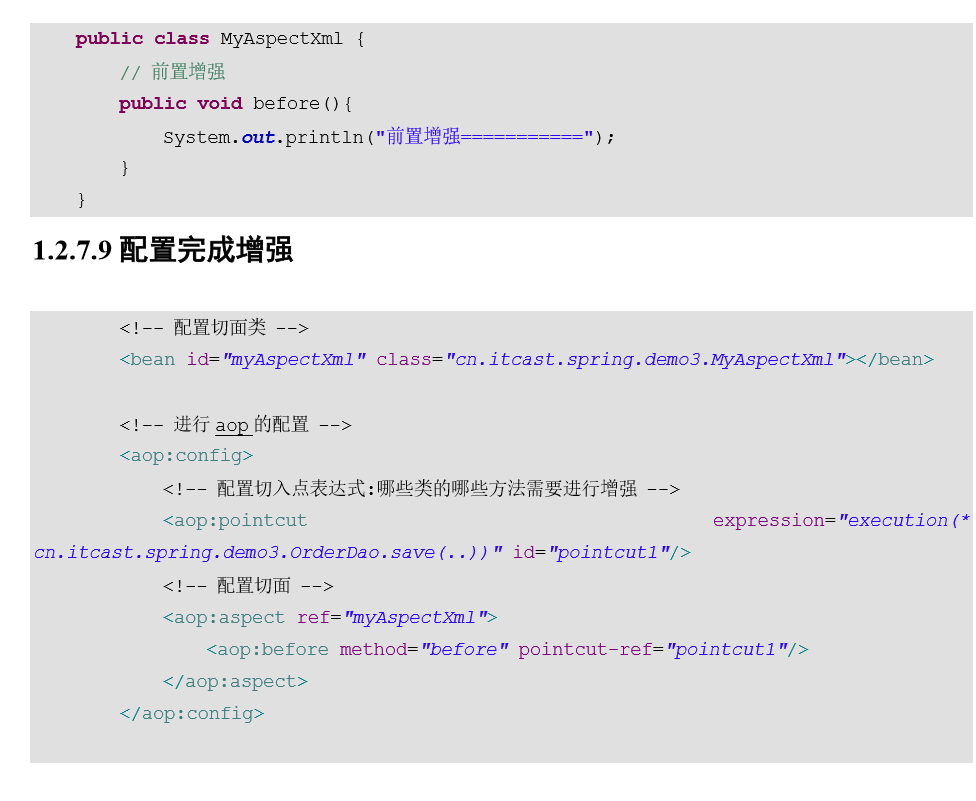 public class MyAspectXml {
// 前置增强
public void before(){
System.out.println("前置增强===========");
}
}
1.2.7.9 配置完成增强
<!-- 配置切面类 -->
<bean id="myAspectXml" class="cn.itcast.spring.demo3.MyAspectXml"></bean>
<!-- 进行 aop 的配置 -->
<aop:config>
<!-- 配置切入点表达式:哪些类的哪些方法需要进行增强 -->
<aop:pointcut expression="execution(*
cn.itcast.spring.demo3.OrderDao.save(..))" id="pointcut1"/>
<!-- 配置切面 -->
<aop:aspect ref="myAspectXml">
<aop:before method="before" pointcut-ref="pointcut1"/>
</aop:aspect>
</aop:config>